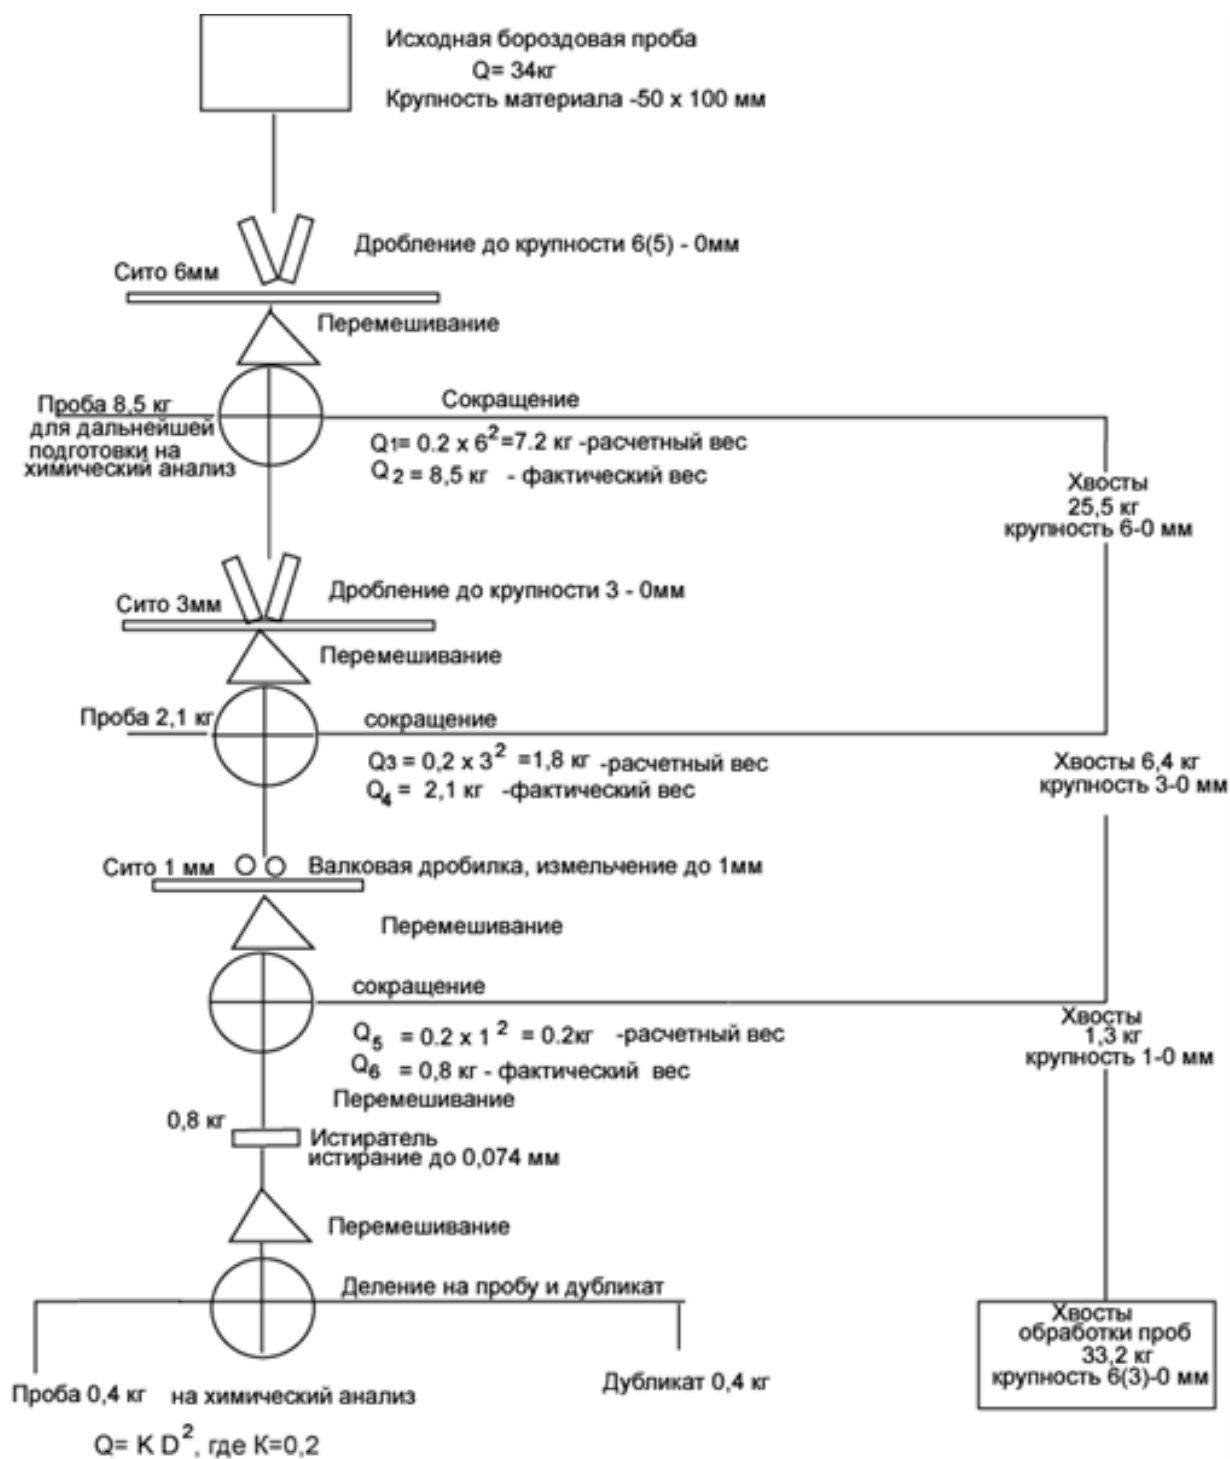 Исходная бороздовая проба
Q= 34кг
Крупность материала -50 x 100 мм
Дробление до крупности 6(5) - 0мм
Сито 6мм
Перемешивание
Проба 8,5 кг
для дальнейшей
подготовки на
химический анализ
Сокращение
Q1= 0.2 x 6²=7.2 кг -расчетный вес
Q2 = 8,5 кг - фактический вес
Хвосты
25,5 кг
крупность 6-0 мм
Дробление до крупности 3 - 0мм
Сито 3мм
Перемешивание
Проба 2,1 кг
сокращение
Q3 = 0,2 x 3² =1,8 кг -расчетный вес
Q4 = 2,1 кг -фактический вес
Хвосты 6,4 кг
крупность 3-0 мм
Сито 1 мм
Валковая дробилка, измельчение до 1мм
Перемешивание
сокращение
Q5 = 0.2 x 1² = 0.2кг -расчетный вес
Q6 = 0,8 кг - фактический вес
Хвосты
1,3 кг
крупность 1-0 мм
Перемешивание
0,8 кг
Истиратель
истирание до 0,074 мм
Перемешивание
Деление на пробу и дубликат
Хвосты
обработки проб
33,2 кг
крупность 6(3)-0 мм
Проба 0,4 кг на химический анализ
Дубликат 0,4 кг
Q= K D², где К=0,2